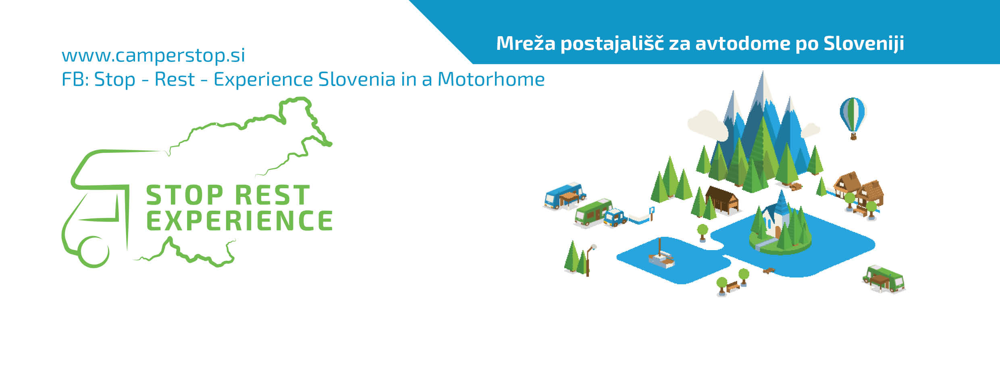 Mreža postajališč za avtodome po Sloveniji
www.camperstop.si
FB: Stop - Rest - Experience Slovenia in a Motorhome
STOP REST
EXPERIENCE